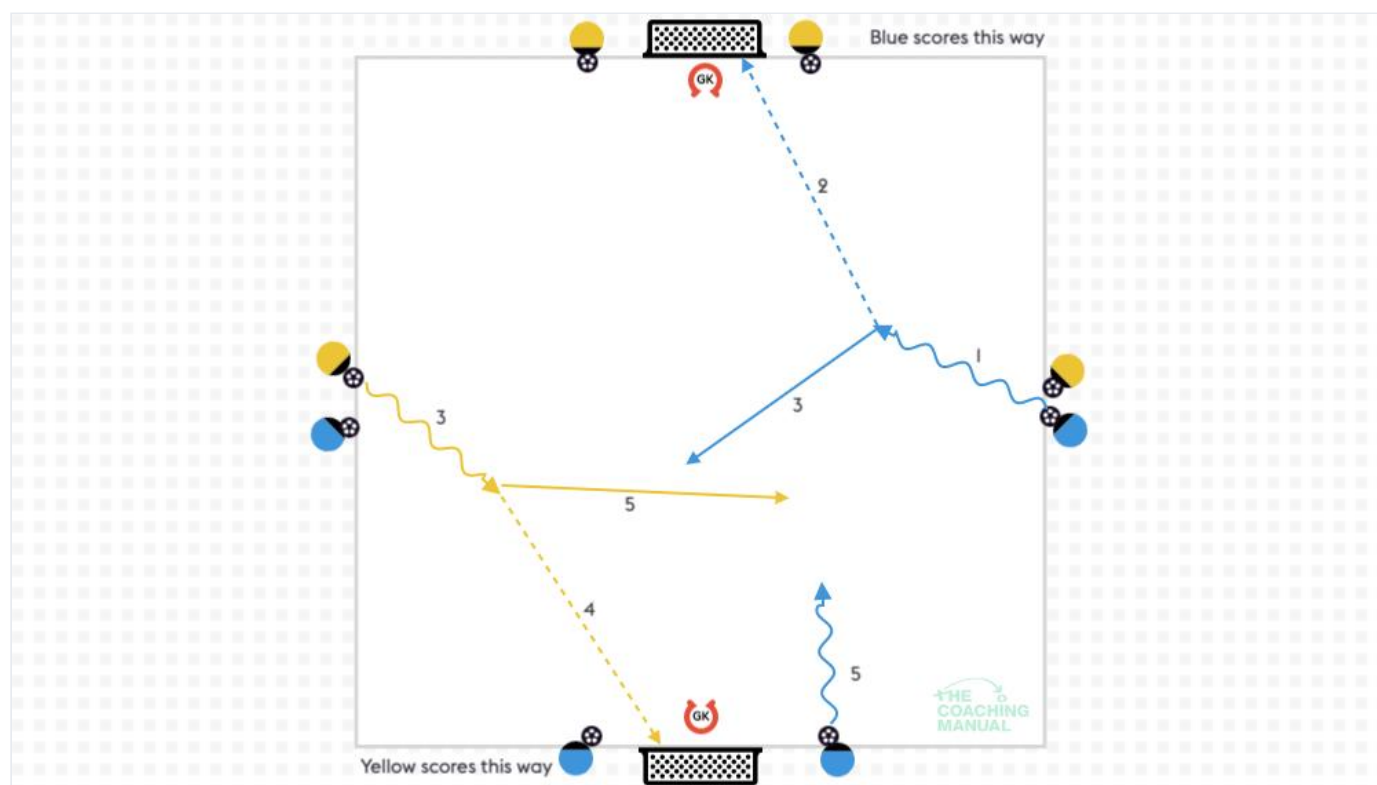 Blue scores this way
GK
2
1
3
3
5
4
5
GK
THE
COACHING
MANUAL
Yellow scores this way